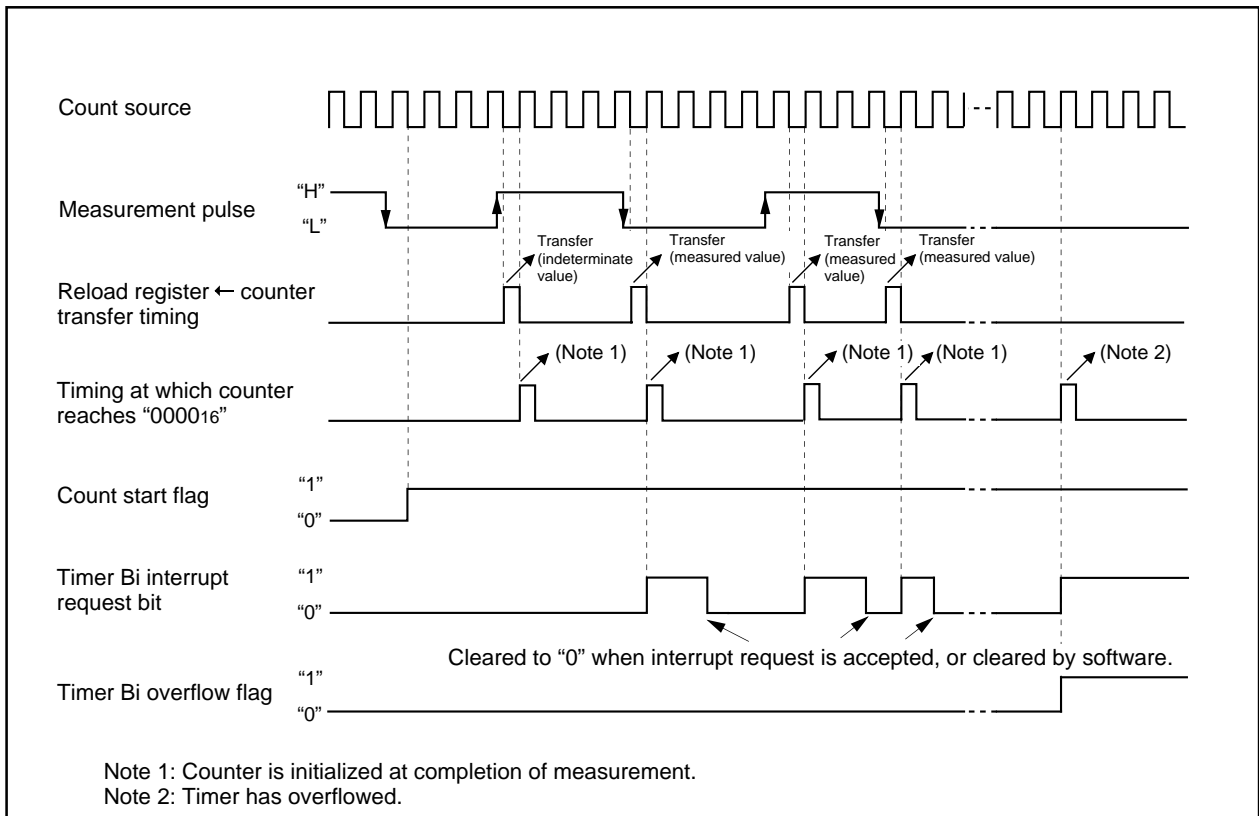 Count source
Measurement pulse
“H”
“L”
Transfer
(indeterminate
value)
Transfer
(measured value)
Transfer
(measured
value)
Transfer
(measured value)
Reload register ← counter
transfer timing
(Note 1)
(Note 1)
(Note 1)
(Note 1)
(Note 2)
Timing at which counter
reaches “000016”
Count start flag
“1”
“0”
Timer Bi interrupt
request bit
“1”
“0”
Cleared to “0” when interrupt request is accepted, or cleared by software.
Timer Bi overflow flag
“1”
“0”
Note 1: Counter is initialized at completion of measurement.
Note 2: Timer has overflowed.